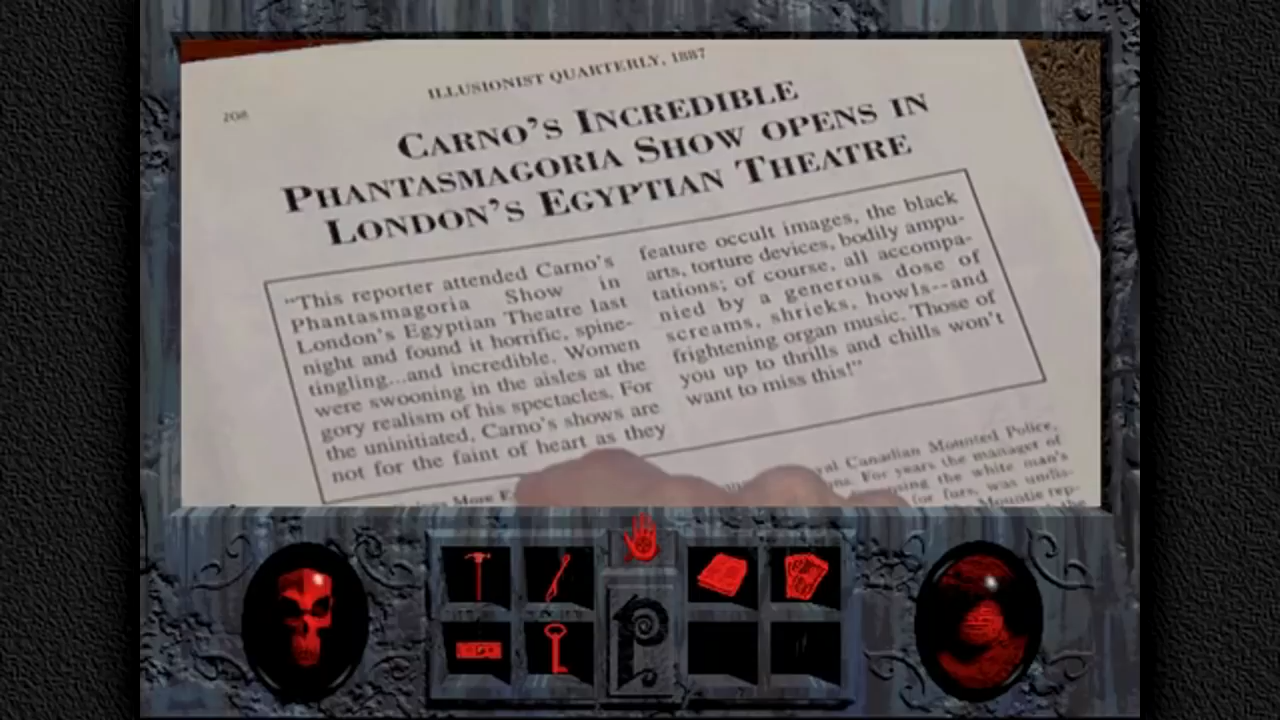 ILLUSIONIST QUARTERLY, 1887
208
CARNO'S INCREDIBLE
PHANTASMAGORIA SHOW OPENS IN
LONDON'S EGYPTIAN THEATRE
"This reporter attended Carno's
Phantasmagoria Show in
London's Egyptian Theatre last
night and found it horrific, spine-
tingling...and incredible. Women
were swooning in the aisles at the
gory realism of his spectacles. For
the uninitiated, Carno's shows are
not for the faint of heart as they
feature occult images, the black
arts, torture devices, bodily ampu-
tations; of course, all accompa-
nied by a generous dose of
screams, shrieks, howls--and
frightening organ music. Those of
you up to thrills and chills won't
want to miss this!"
More
Canadian Mounted Police,
For years the manager of
the white man's
for furs, was undis-
Mountie rep-
the